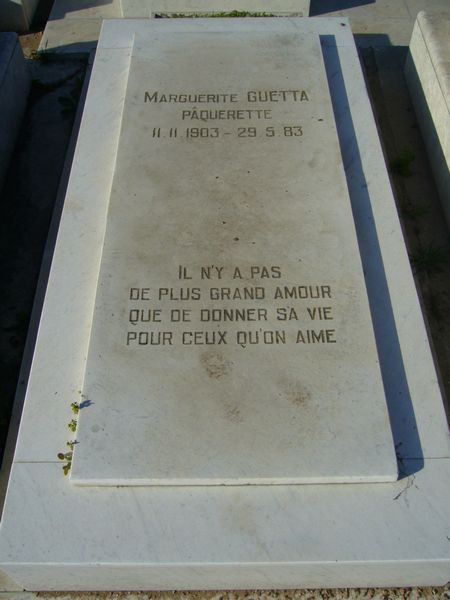 Marguerite GUETTA
PÂQUERETTE
11.11.1903 - 29.5.83
IL N'Y A PAS
DE PLUS GRAND AMOUR
QUE DE DONNER SA VIE
POUR CEUX QU'ON AIME